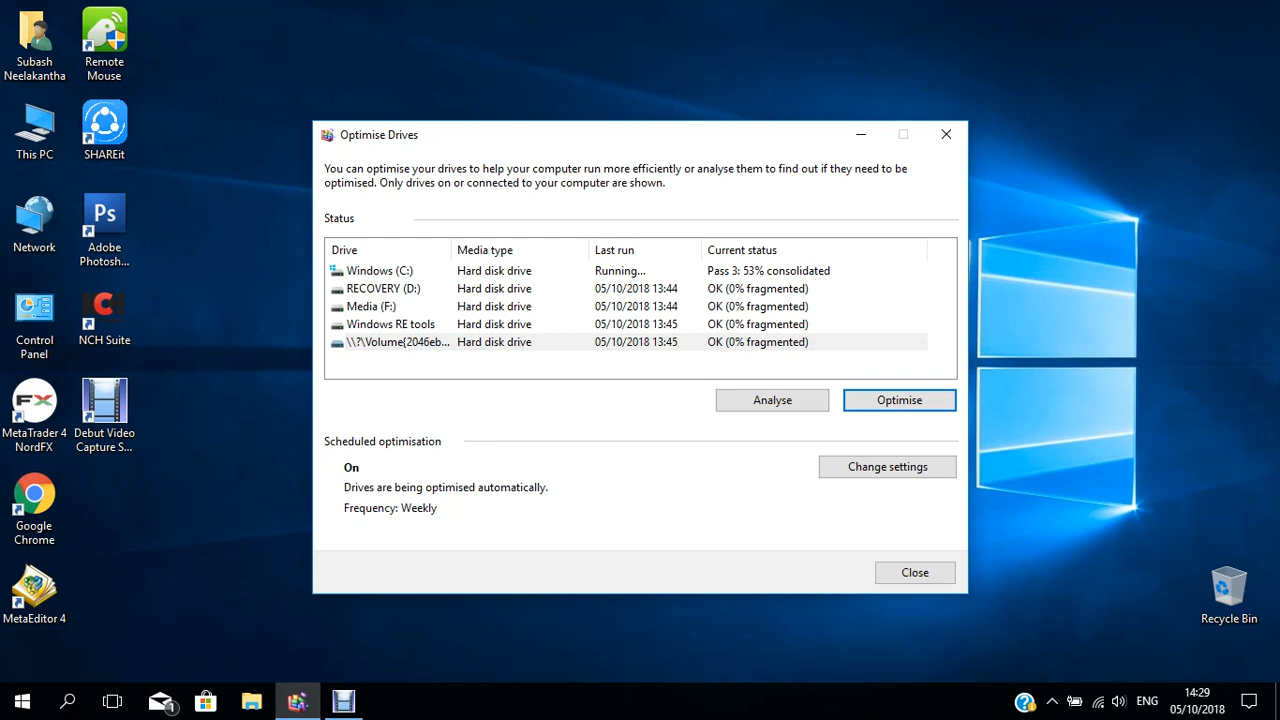 Subash
Neelakantha
Remote
Mouse
This PC
SHAREit
Network
Ps
Adobe
Photosh...
Control
Panel
NCH Suite
FX
MetaTrader 4
NordFX
Debut Video
Capture S...
Google
Chrome
MetaEditor 4
Recycle Bin
Optimise Drives
You can optimise your drives to help your computer run more efficiently or analyse them to find out if they need to be
optimised. Only drives on or connected to your computer are shown.
Status
Drive Media type Last run Current status
Windows (C:) Hard disk drive Running... Pass 3: 53% consolidated
RECOVERY (D:) Hard disk drive 05/10/2018 13:44 OK (0% fragmented)
Media (F:) Hard disk drive 05/10/2018 13:44 OK (0% fragmented)
Windows RE tools Hard disk drive 05/10/2018 13:45 OK (0% fragmented)
\\?\Volume{2046eb... Hard disk drive 05/10/2018 13:45 OK (0% fragmented)
Analyse Optimise
Scheduled optimisation
On
Change settings
Drives are being optimised automatically.
Frequency: Weekly
Close
1
ENG
14:29
05/10/2018